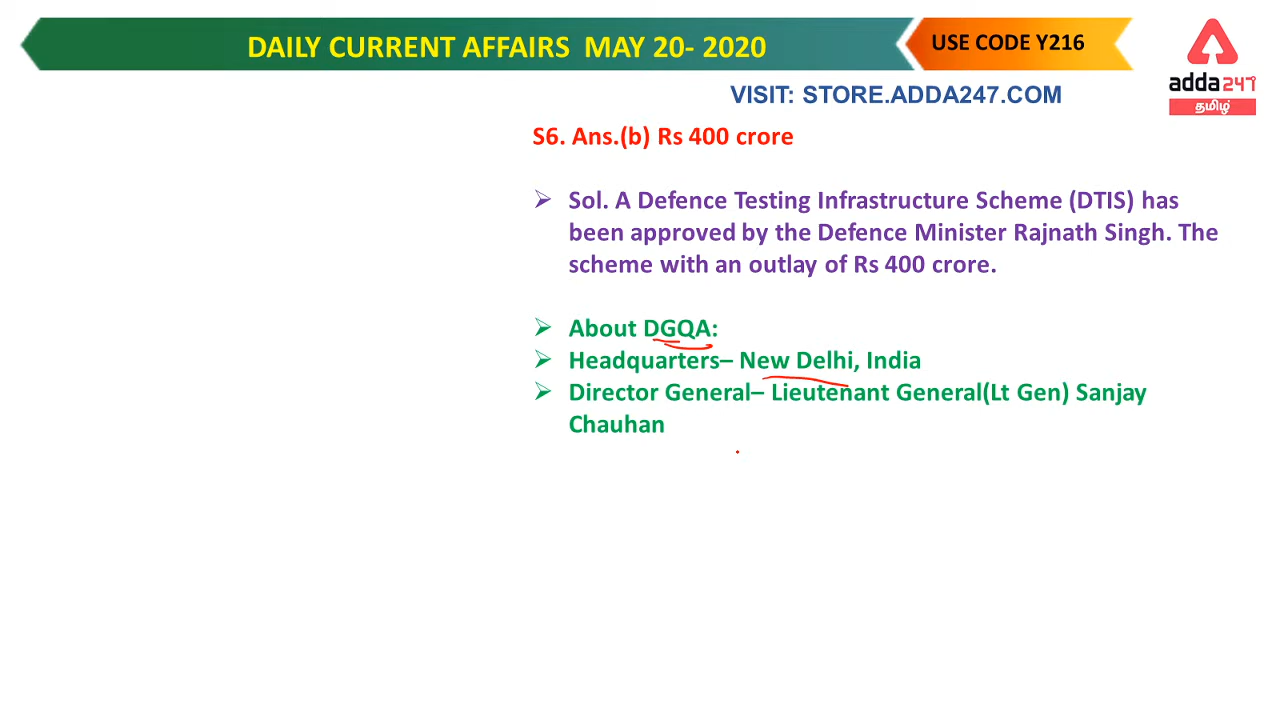 DAILY CURRENT AFFAIRS MAY 20- 2020
USE CODE Y216
adda247
தமிழ்
VISIT: STORE.ADDA247.COM
S6. Ans.(b) Rs 400 crore
Sol. A Defence Testing Infrastructure Scheme (DTIS) has
been approved by the Defence Minister Rajnath Singh. The
scheme with an outlay of Rs 400 crore.
About DGQA:
Headquarters– New Delhi, India
Director General– Lieutenant General(Lt Gen) Sanjay
Chauhan